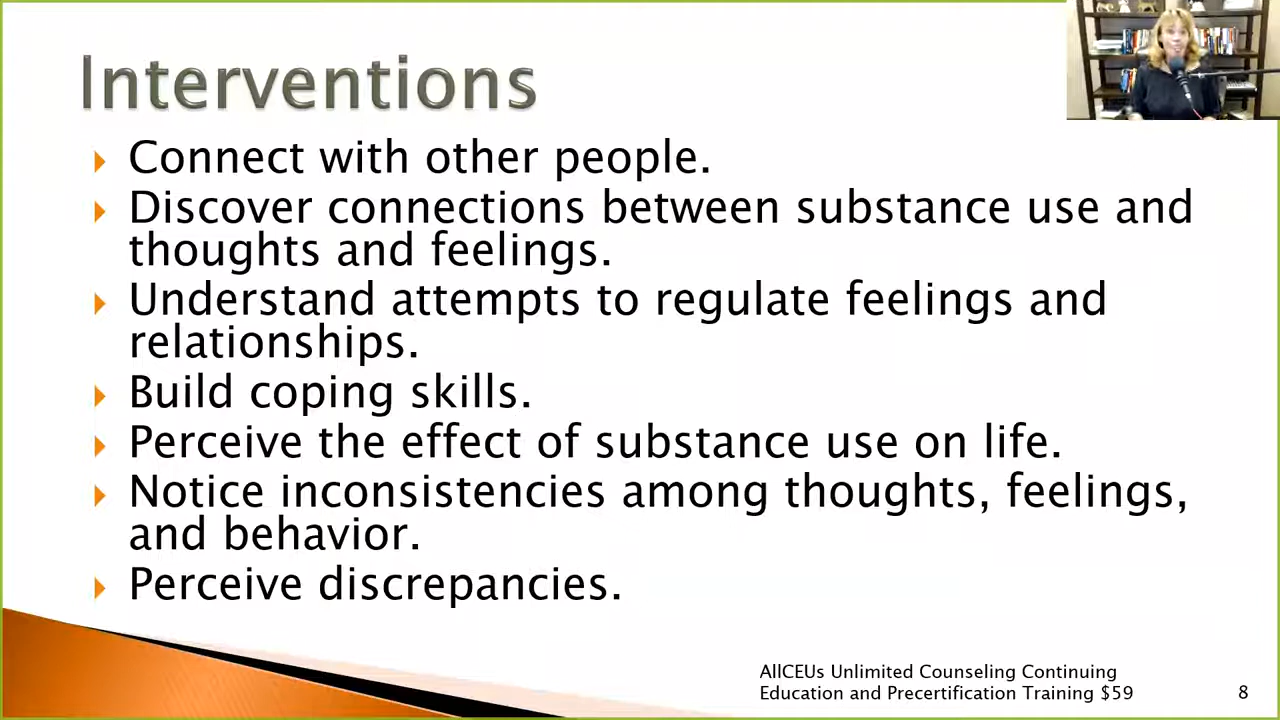 Interventions
Connect with other people.
Discover connections between substance use and
thoughts and feelings.
Understand attempts to regulate feelings and
relationships.
Build coping skills.
Perceive the effect of substance use on life.
Notice inconsistencies among thoughts, feelings,
and behavior.
Perceive discrepancies.
AllCEUs Unlimited Counseling Continuing
Education and Precertification Training $59
8